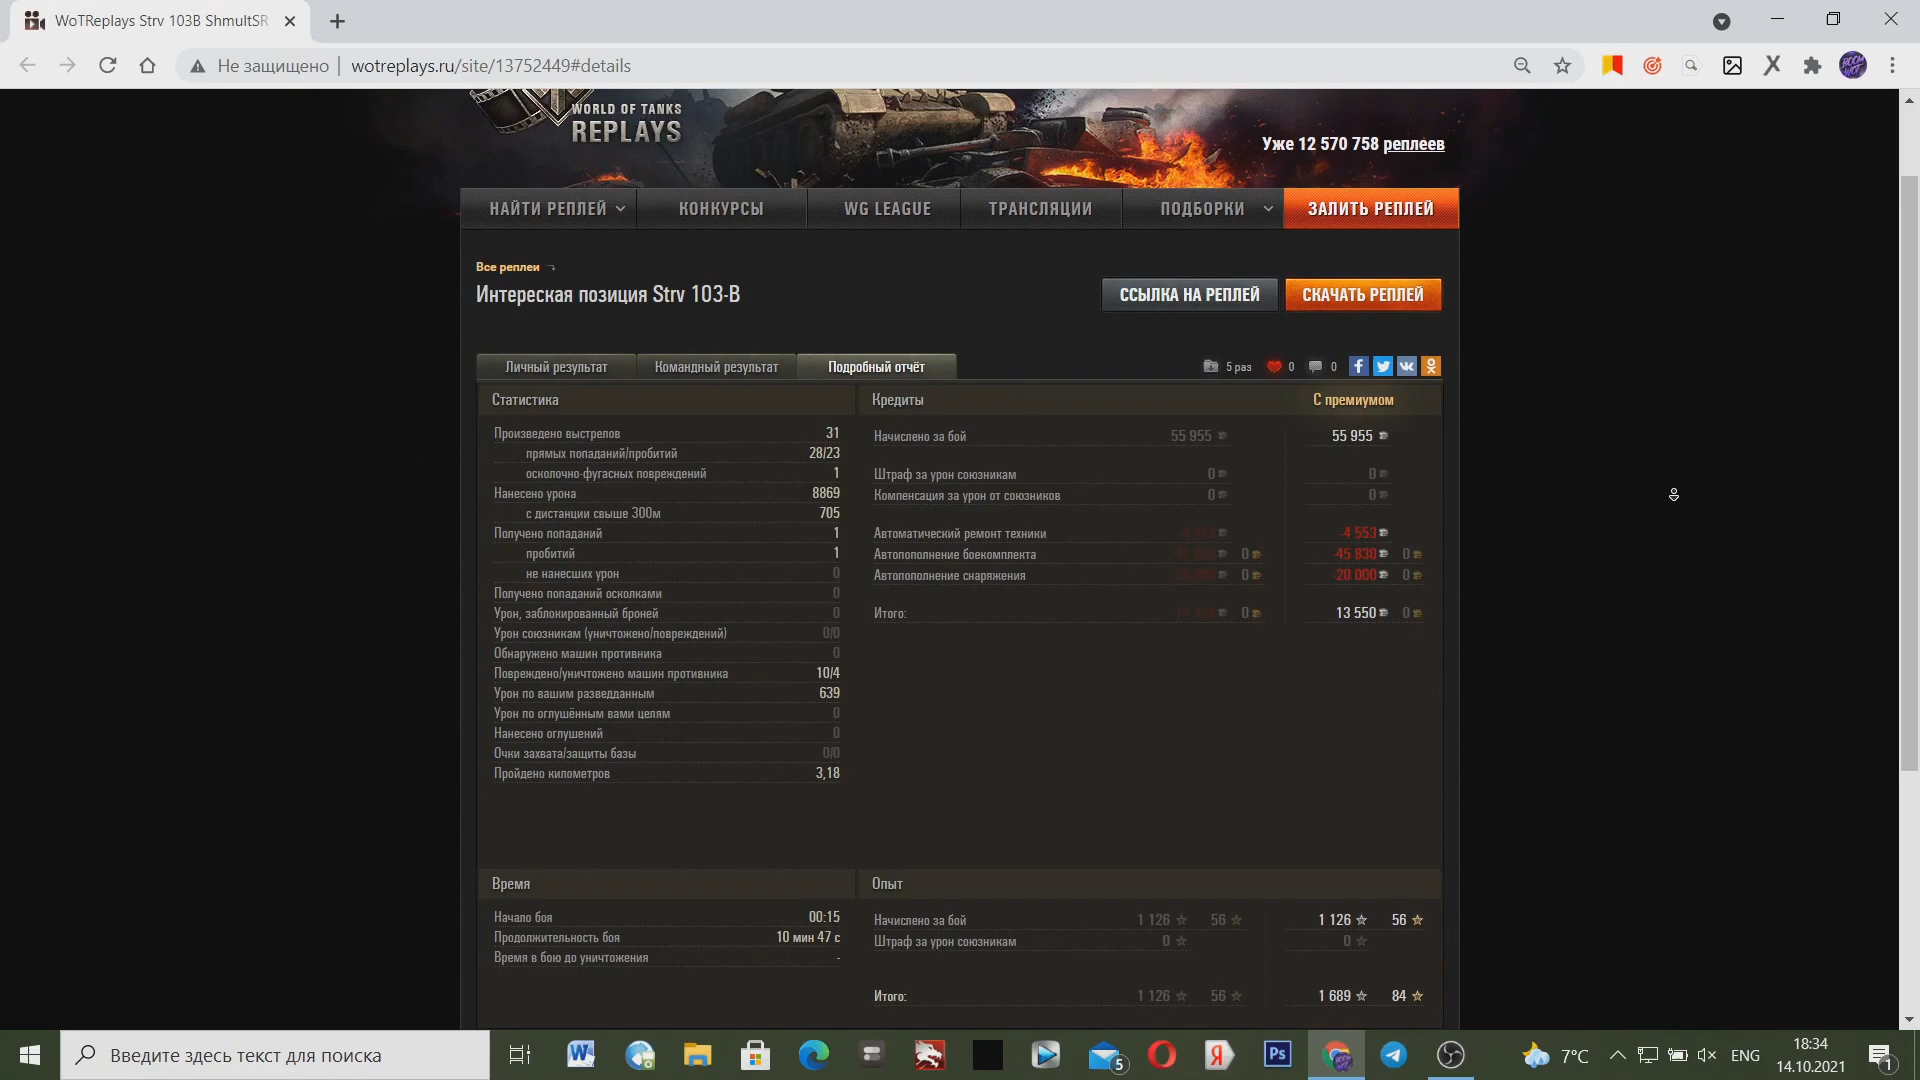 WoTReplays Strv 103B ShmultSR
Не защищено
wotreplays.ru/site/13752449#details
WORLD OF TANKS
REPLAYS
Уже 12 570 758 реплеев
НАЙТИ РЕПЛЕЙ
КОНКУРСЫ
WG LEAGUE
ТРАНСЛЯЦИИ
ПОДБОРКИ
ЗАЛИТЬ РЕПЛЕЙ
Все реплеи
Интереская позиция Strv 103-B
ССЫЛКА НА РЕПЛЕЙ
СКАЧАТЬ РЕПЛЕЙ
Личный результат
Командный результат
Подробный отчёт
5 раз
0
0
Статистика
Произведено выстрелов 31
прямых попаданий/пробитий 28/23
осколочно-фугасных повреждений 1
Нанесено урона 8869
с дистанции свыше 300м 705
Получено попаданий 1
пробитий 1
не нанесших урон 0
Получено попаданий осколками 0
Урон, заблокированный броней 0
Урон союзникам (уничтожено/повреждений) 0/0
Обнаружено машин противника 0
Повреждено/уничтожено машин противника 10/4
Урон по вашим разведданным 639
Урон по оглушённым вами целям 0
Нанесено оглушений 0
Очки захвата/защиты базы 0/0
Пройдено километров 3,18
Кредиты
С премиумом
Начислено за бой 55 955 55 955
Штраф за урон союзникам 0 0
Компенсация за урон от союзников 0 0
Автоматический ремонт техники -4 553 -4 553
Автопополнение боекомплекта 0 -45 830 0
Автопополнение снаряжения 0 -20 000 0
Итого: 0 13 550 0
Время
Начало боя 00:15
Продолжительность боя 10 мин 47 с
Время в бою до уничтожения -
Опыт
Начислено за бой 1 126 56 1 126 56
Штраф за урон союзникам 0 0
Итого: 1 126 56 1 689 84
Введите здесь текст для поиска
5
Ps
7°C
ENG
18:34
14.10.2021
1